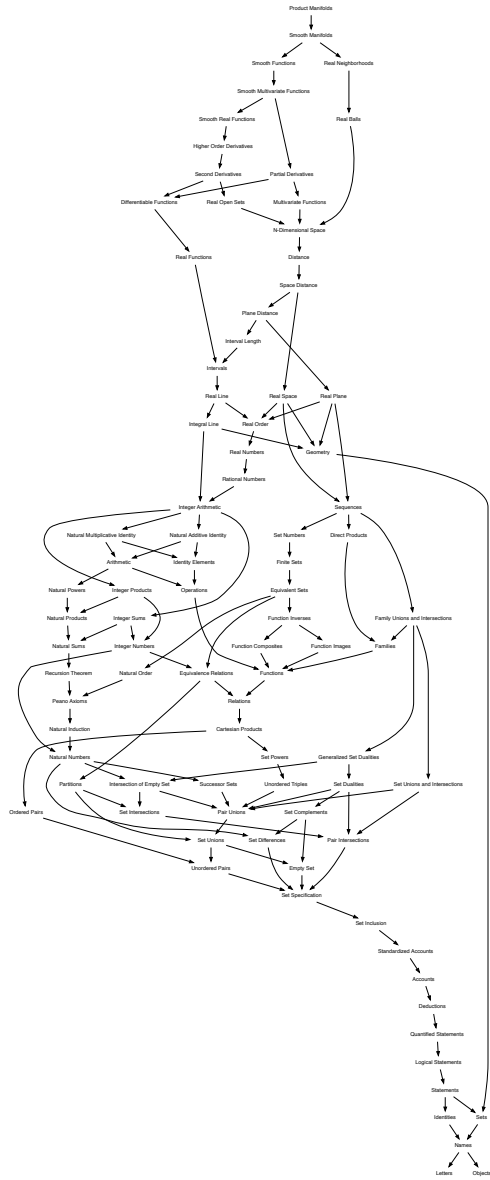 Product Manifolds
Smooth Manifolds
Smooth Functions
Real Neighborhoods
Smooth Multivariate Functions
Smooth Real Functions
Real Balls
Higher Order Derivatives
Second Derivatives
Partial Derivatives
Differentiable Functions
Real Open Sets
Multivariate Functions
N-Dimensional Space
Real Functions
Distance
Space Distance
Plane Distance
Interval Length
Intervals
Real Line
Real Space
Real Plane
Integral Line
Real Order
Real Numbers
Geometry
Rational Numbers
Integer Arithmetic
Sequences
Natural Multiplicative Identity
Natural Additive Identity
Set Numbers
Direct Products
Arithmetic
Identity Elements
Finite Sets
Natural Powers
Integer Products
Operations
Equivalent Sets
Natural Products
Integer Sums
Function Inverses
Family Unions and Intersections
Natural Sums
Integer Numbers
Function Composites
Function Images
Families
Recursion Theorem
Natural Order
Equivalence Relations
Functions
Peano Axioms
Relations
Natural Induction
Cartesian Products
Natural Numbers
Set Powers
Generalized Set Dualities
Partitions
Intersection of Empty Set
Successor Sets
Unordered Triples
Set Dualities
Set Unions and Intersections
Ordered Pairs
Set Intersections
Pair Unions
Set Complements
Set Unions
Set Differences
Pair Intersections
Unordered Pairs
Empty Set
Set Specification
Set Inclusion
Standardized Accounts
Accounts
Deductions
Quantified Statements
Logical Statements
Statements
Identities
Sets
Names
Letters
Objects